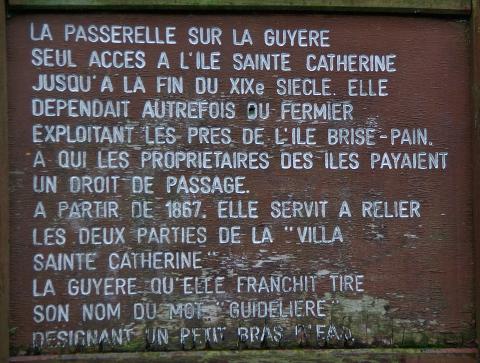 LA PASSERELLE SUR LA GUYERE
SEUL ACCES A L'ILE SAINTE CATHERINE
JUSQU'A LA FIN DU XIXe SIECLE. ELLE
DEPENDAIT AUTREFOIS DU FERMIER
EXPLOITANT LES PRES DE L'ILE BRISE-PAIN.
A QUI LES PROPRIETAIRES DES ILES PAYAIENT
UN DROIT DE PASSAGE.
A PARTIR DE 1867. ELLE SERVIT A RELIER
LES DEUX PARTIES DE LA "VILLA
SAINTE CATHERINE"
LA GUYERE QU'ELLE FRANCHIT TIRE
SON NOM DU MOT "GUIDELIERE"
DESIGNANT UN PETIT BRAS D'EAU